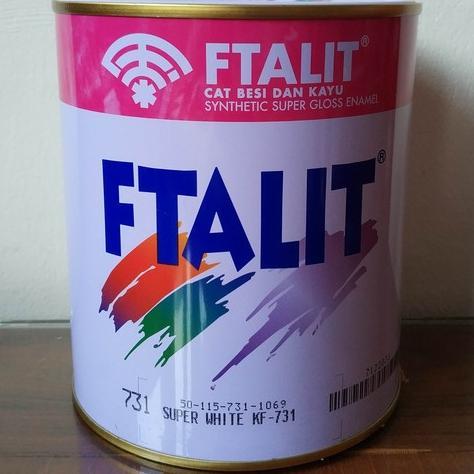 FTALIT®
CAT BESI DAN KAYU
SYNTHETIC SUPER GLOSS ENAMEL
FTALIT®
731
50-115-731-1069
SUPER WHITE KF-731